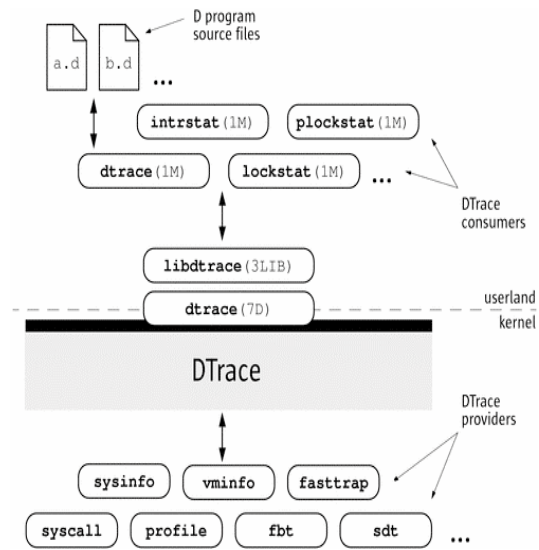 D program
source files
a.d b.d ...
intrstat(1M) plockstat(1M)
dtrace(1M) lockstat(1M) ...
DTrace
consumers
libdtrace(3LIB)
dtrace(7D)
userland
kernel
DTrace
DTrace
providers
sysinfo vminfo fasttrap
syscall profile fbt sdt ...